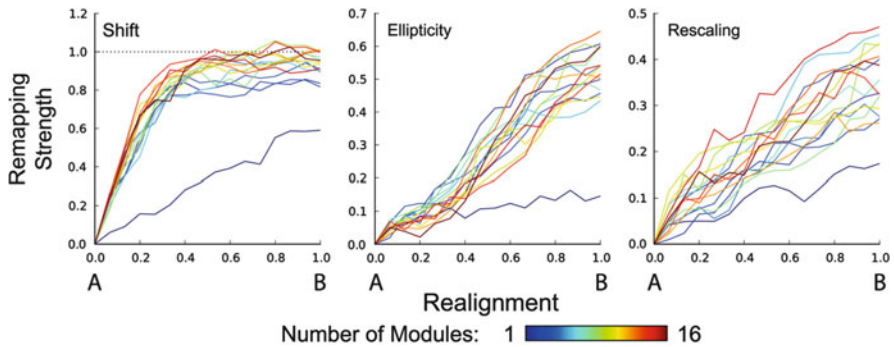 Shift
Ellipticity
Rescaling
Remapping
Strength
1.2
1.0
0.8
0.6
0.4
0.2
0.0
0.7
0.6
0.5
0.4
0.3
0.2
0.1
0.0
0.5
0.4
0.3
0.2
0.1
0.0
0.0 0.2 0.4 0.6 0.8 1.0
0.0 0.2 0.4 0.6 0.8 1.0
0.0 0.2 0.4 0.6 0.8 1.0
A B A B A B
Realignment
Number of Modules: 1 16